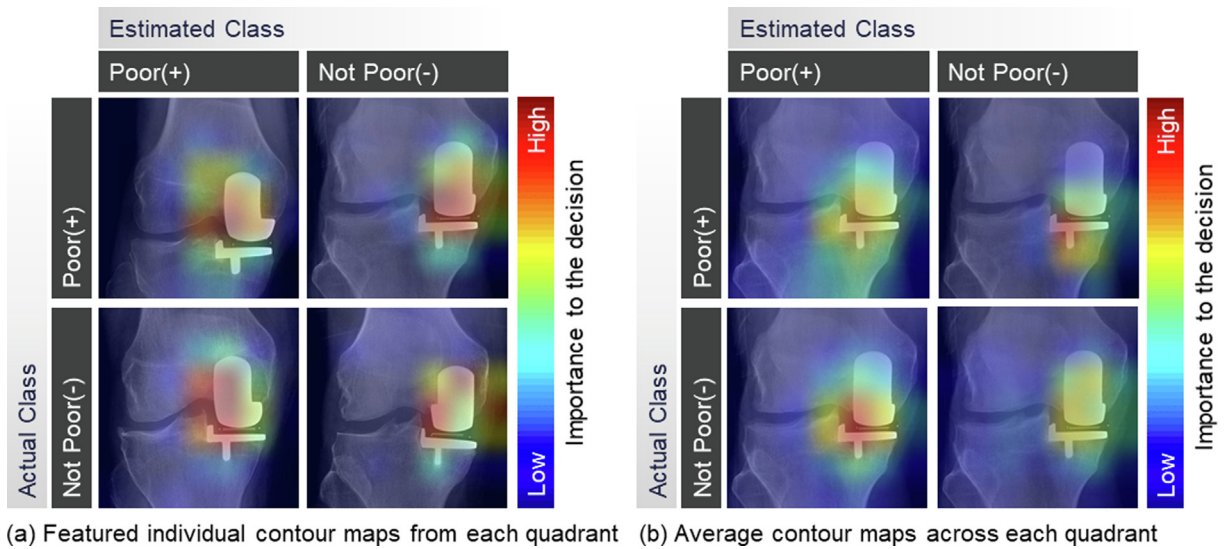 Estimated Class
Poor(+)
Not Poor(-)
Actual Class
Poor(+)
Not Poor(-)
High
Low
Importance to the decision
(a) Featured individual contour maps from each quadrant
Estimated Class
Poor(+)
Not Poor(-)
Actual Class
Poor(+)
Not Poor(-)
High
Low
Importance to the decision
(b) Average contour maps across each quadrant